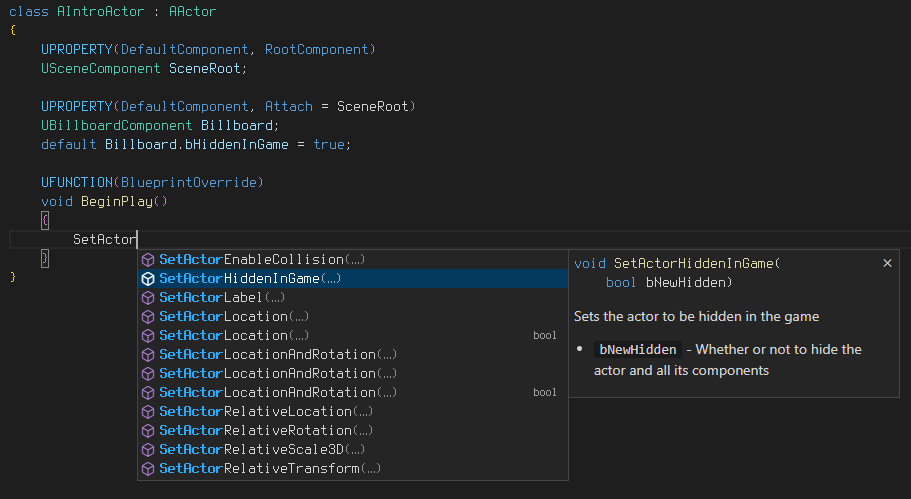 class AIntroActor : AActor
{
UPROPERTY(DefaultComponent, RootComponent)
USceneComponent SceneRoot;
UPROPERTY(DefaultComponent, Attach = SceneRoot)
UBillboardComponent Billboard;
default Billboard.bHiddenInGame = true;
UFUNCTION(BlueprintOverride)
void BeginPlay()
{
SetActor
}
}
SetActorEnableCollision(…)
SetActorHiddenInGame(…)
SetActorLabel(…)
SetActorLocation(…)
SetActorLocation(…) bool
SetActorLocationAndRotation(…)
SetActorLocationAndRotation(…)
SetActorLocationAndRotation(…) bool
SetActorRelativeLocation(…)
SetActorRelativeRotation(…)
SetActorRelativeScale3D(…)
SetActorRelativeTransform(…)
void SetActorHiddenInGame(
bool bNewHidden)
Sets the actor to be hidden in the game
• bNewHidden - Whether or not to hide the
actor and all its components